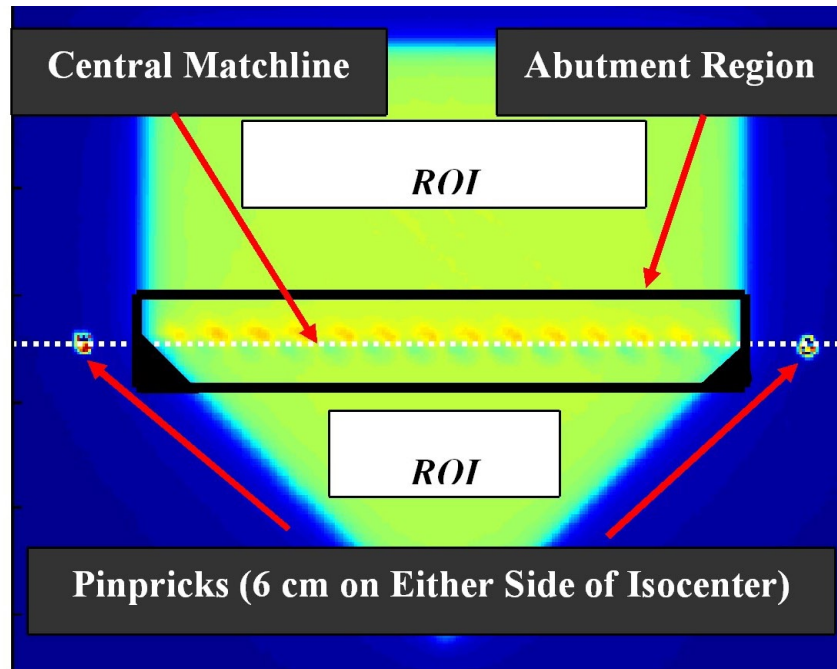 Central Matchline
Abutment Region
ROI
ROI
Pinpricks (6 cm on Either Side of Isocenter)